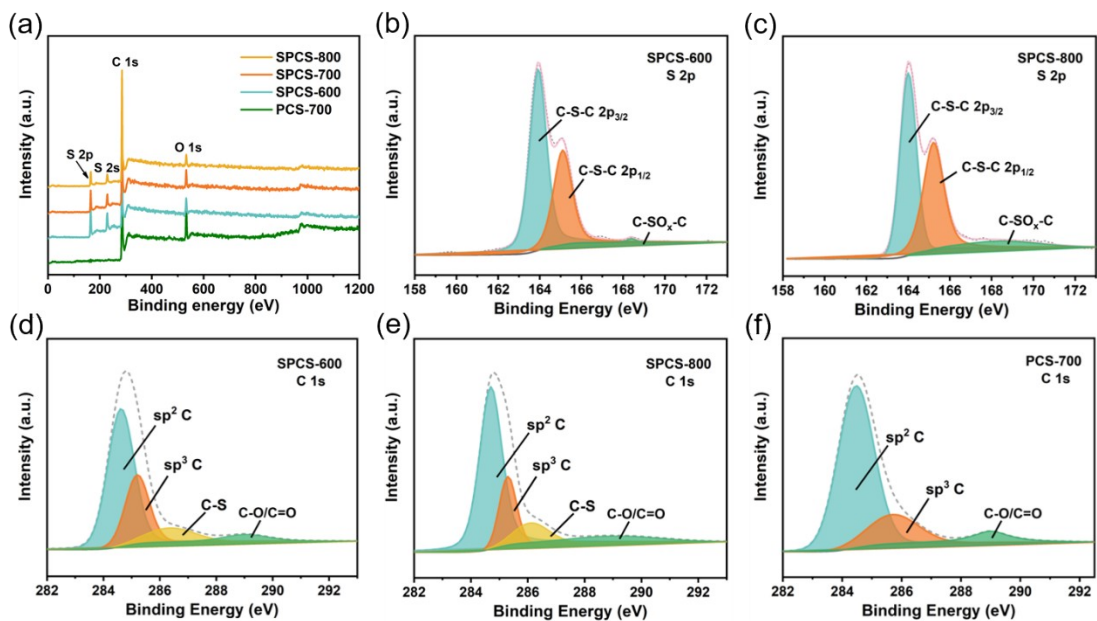 (a)
Intensity (a.u.)
C 1s
S 2p
S 2s
O 1s
SPCS-800
SPCS-700
SPCS-600
PCS-700
0 200 400 600 800 1000 1200
Binding energy (eV)
(b)
Intensity (a.u.)
SPCS-600
S 2p
C-S-C 2p3/2
C-S-C 2p1/2
C-SOx-C
158 160 162 164 166 168 170 172
Binding Energy (eV)
(c)
Intensity (a.u.)
SPCS-800
S 2p
C-S-C 2p3/2
C-S-C 2p1/2
C-SOx-C
158 160 162 164 166 168 170 172
Binding Energy (eV)
(d)
Intensity (a.u.)
SPCS-600
C 1s
sp² C
sp³ C
C-S
C-O/C=O
282 284 286 288 290 292
Binding Energy (eV)
(e)
Intensity (a.u.)
SPCS-800
C 1s
sp² C
sp³ C
C-S
C-O/C=O
282 284 286 288 290 292
Binding Energy (eV)
(f)
Intensity (a.u.)
PCS-700
C 1s
sp² C
sp³ C
C-O/C=O
282 284 286 288 290 292
Binding Energy (eV)